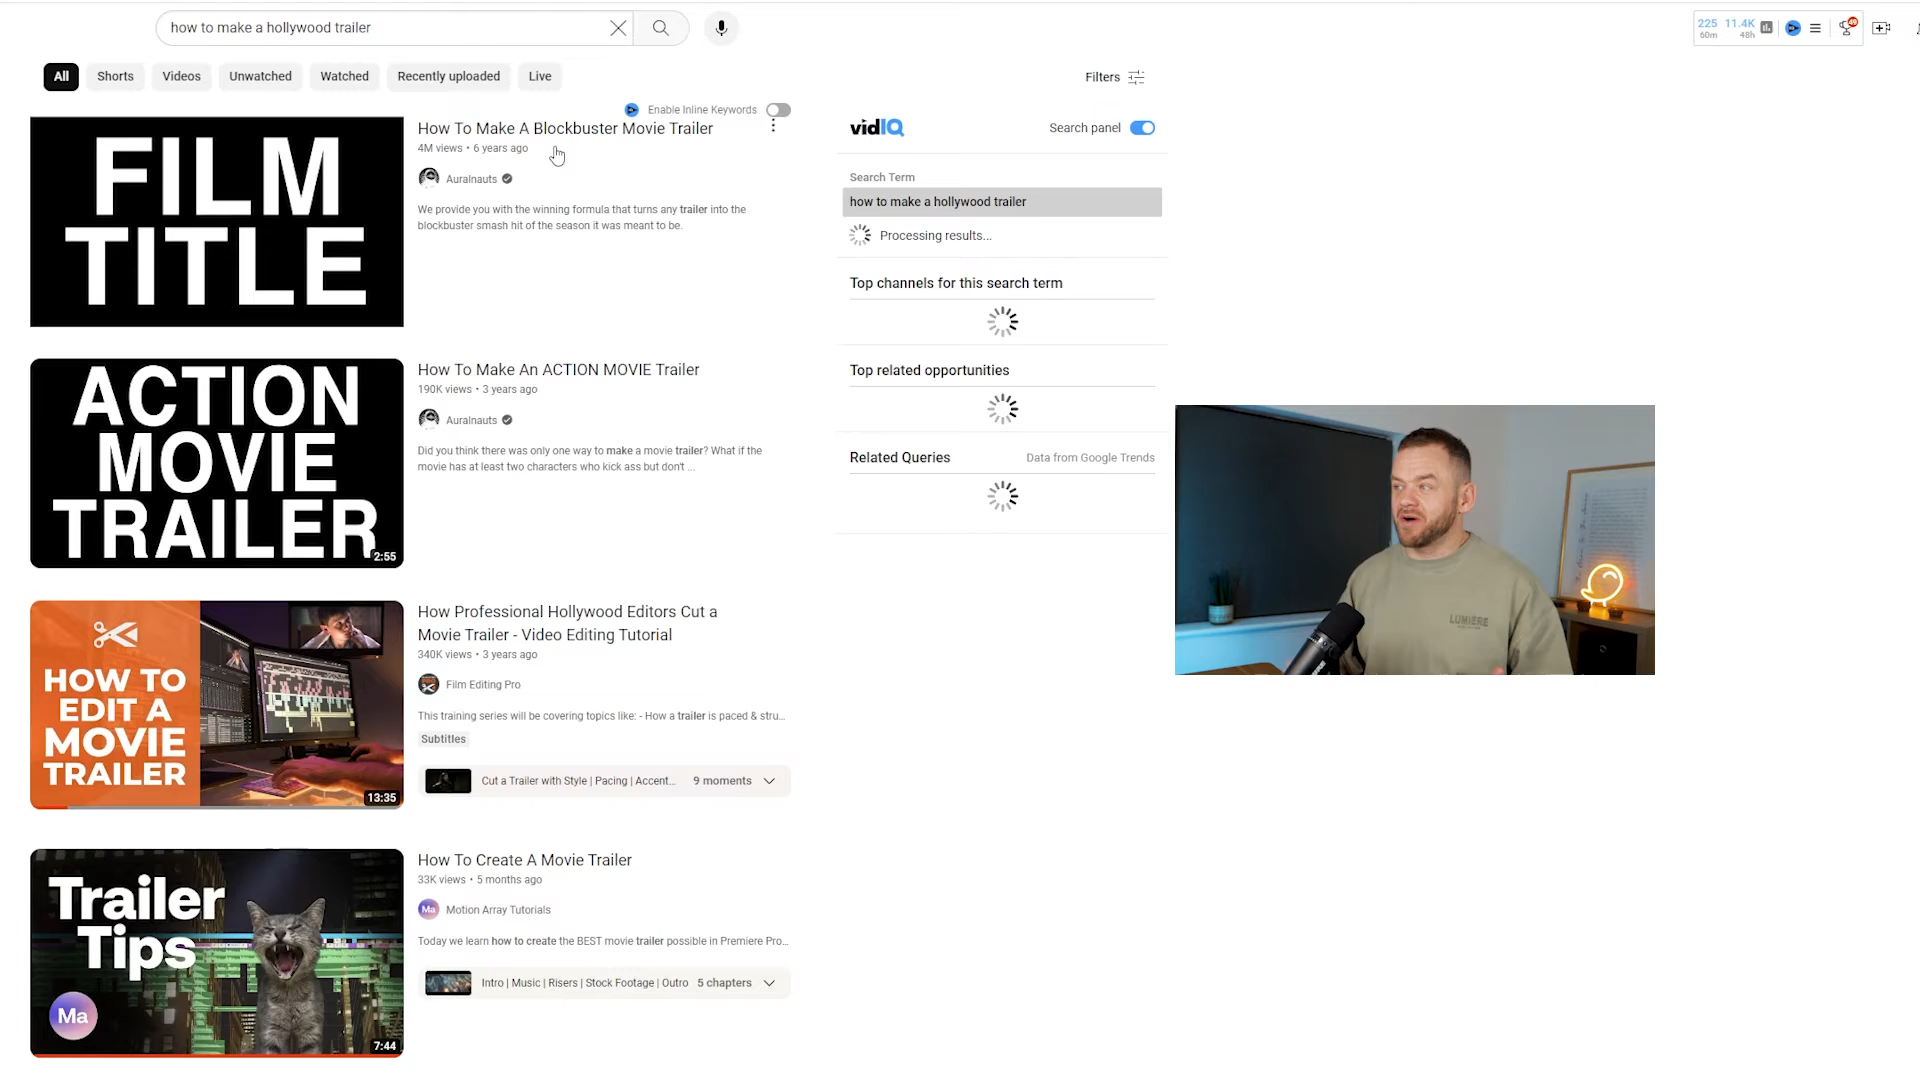 how to make a hollywood trailer
225 11.4K
60m 48h
49
All Shorts Videos Unwatched Watched Recently uploaded Live
Filters
Enable Inline Keywords
FILM
TITLE
How To Make A Blockbuster Movie Trailer
4M views • 6 years ago
Auralnauts
We provide you with the winning formula that turns any trailer into the
blockbuster smash hit of the season it was meant to be.
ACTION
MOVIE
TRAILER
2:55
How To Make An ACTION MOVIE Trailer
190K views • 3 years ago
Auralnauts
Did you think there was only one way to make a movie trailer? What if the
movie has at least two characters who kick ass but don't ...
HOW TO
EDIT A
MOVIE
TRAILER
13:35
How Professional Hollywood Editors Cut a
Movie Trailer - Video Editing Tutorial
340K views • 3 years ago
Film Editing Pro
This training series will be covering topics like: - How a trailer is paced & stru...
Subtitles
Cut a Trailer with Style | Pacing | Accent... 9 moments
Trailer
Tips
Ma
7:44
How To Create A Movie Trailer
33K views • 5 months ago
Ma Motion Array Tutorials
Today we learn how to create the BEST movie trailer possible in Premiere Pro...
Intro | Music | Risers | Stock Footage | Outro 5 chapters
vidIQ
Search panel
Search Term
how to make a hollywood trailer
Processing results...
Top channels for this search term
Top related opportunities
Related Queries Data from Google Trends
LUMIÈRE